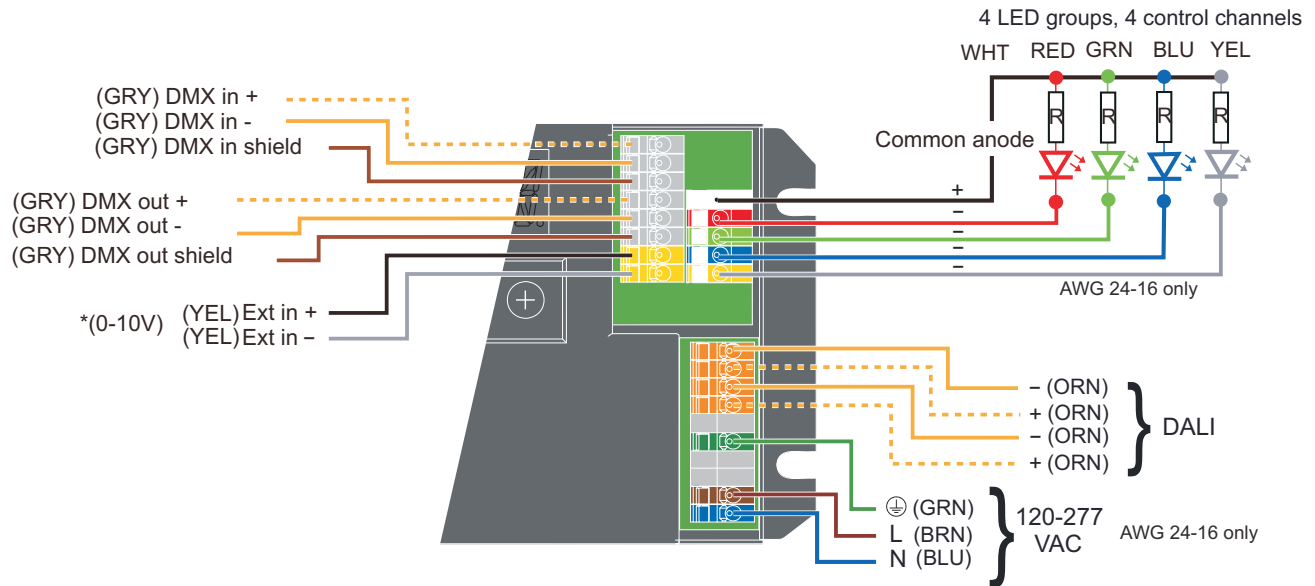 4 LED groups, 4 control channels
WHT RED GRN BLU YEL
(GRY) DMX in +
(GRY) DMX in -
(GRY) DMX in shield
R R R R
Common anode
(GRY) DMX out +
(GRY) DMX out -
(GRY) DMX out shield
+
–
–
–
–
AWG 24-16 only
*(0-10V)
(YEL) Ext in +
(YEL) Ext in –
– (ORN)
+ (ORN)
– (ORN)
+ (ORN)
DALI
(GRN)
L (BRN)
N (BLU)
120-277
VAC
AWG 24-16 only